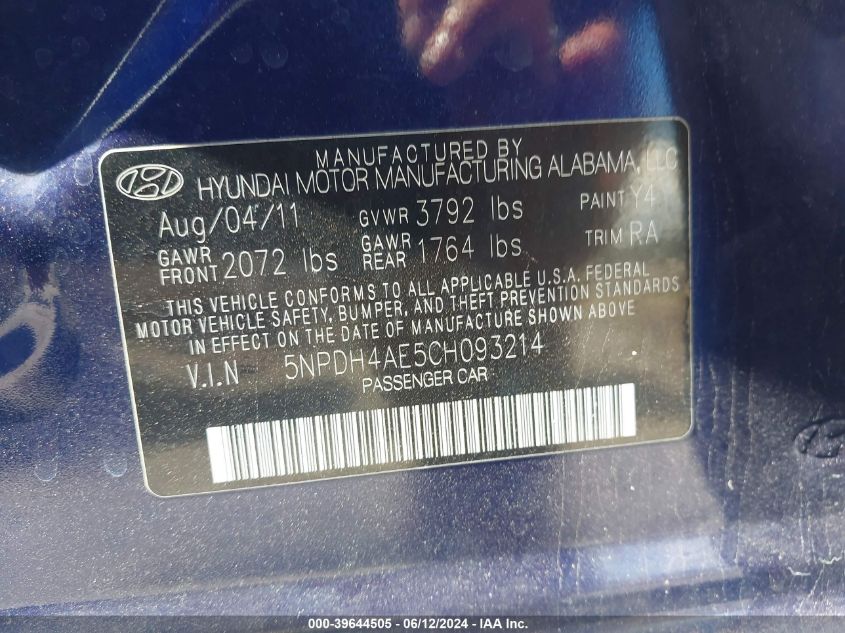 MANUFACTURED BY
HYUNDAI MOTOR MANUFACTURING ALABAMA, LLC
Aug/04/11 GVWR 3792 lbs PAINT Y4
GAWR FRONT 2072 lbs GAWR REAR 1764 lbs TRIM RA
THIS VEHICLE CONFORMS TO ALL APPLICABLE U.S.A. FEDERAL
MOTOR VEHICLE SAFETY, BUMPER, AND THEFT PREVENTION STANDARDS
IN EFFECT ON THE DATE OF MANUFACTURE SHOWN ABOVE
V.I.N 5NPDH4AE5CH093214
PASSENGER CAR
000-39644505 - 06/12/2024 - IAA Inc.